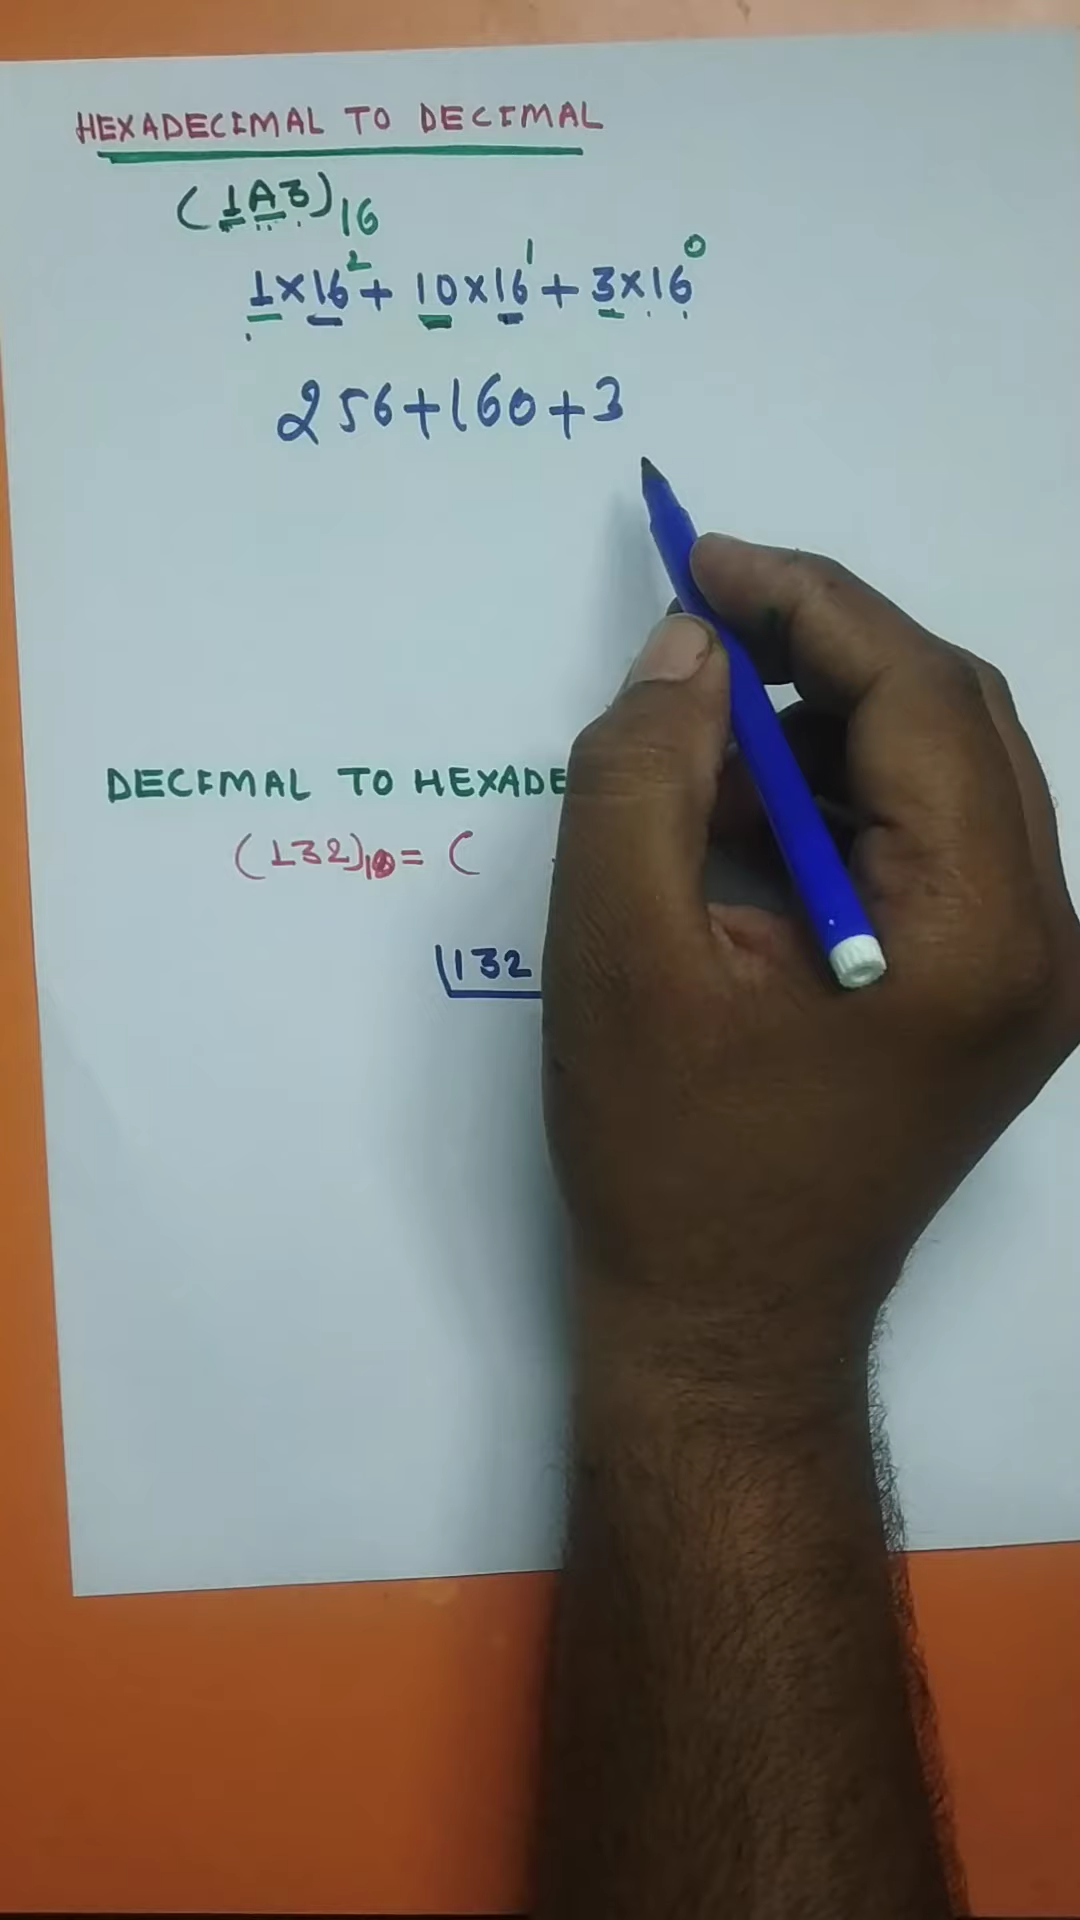 HEXADECIMAL TO DECIMAL
(1A3)₁₆
1×16² + 10×16¹ + 3×16⁰
256+160+3
DECIMAL TO HEXADE
(132)₁₀ = (
132